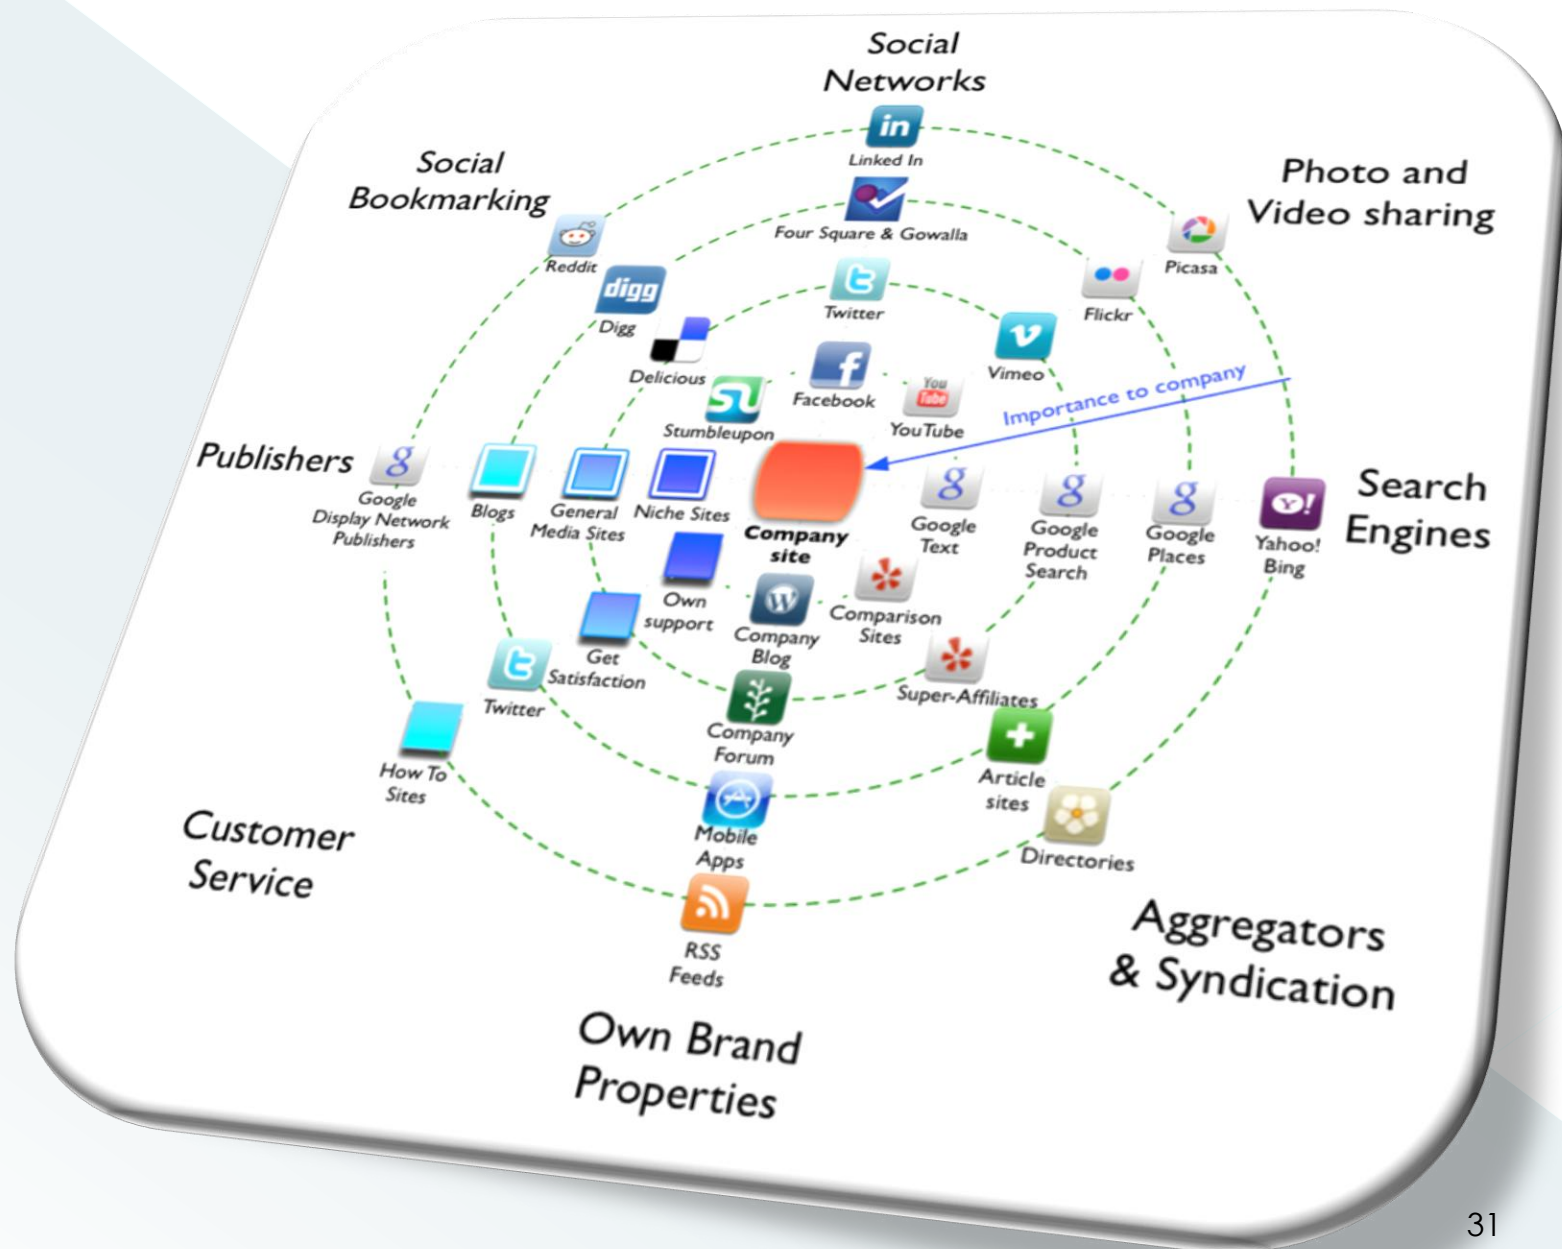 Social
Networks
in
Linked In
Social
Bookmarking
Photo and
Video sharing
Reddit
Four Square & Gowalla
Picasa
digg
Digg
t
Twitter
Flickr
Delicious
f
Facebook
v
Vimeo
Importance to company
Stumbleupon
You
Tube
YouTube
Publishers
g
Google
Display Network
Publishers
Blogs
General
Media Sites
Niche Sites
Company
site
g
Google
Text
g
Google
Product
Search
g
Google
Places
Y!
Yahoo!
Bing
Search
Engines
Own
support
W
Company
Blog
Comparison
Sites
Get
Satisfaction
t
Twitter
Super-Affiliates
Company
Forum
How To
Sites
Article
sites
Mobile
Apps
Directories
Customer
Service
RSS
Feeds
Aggregators
& Syndication
Own Brand
Properties
31